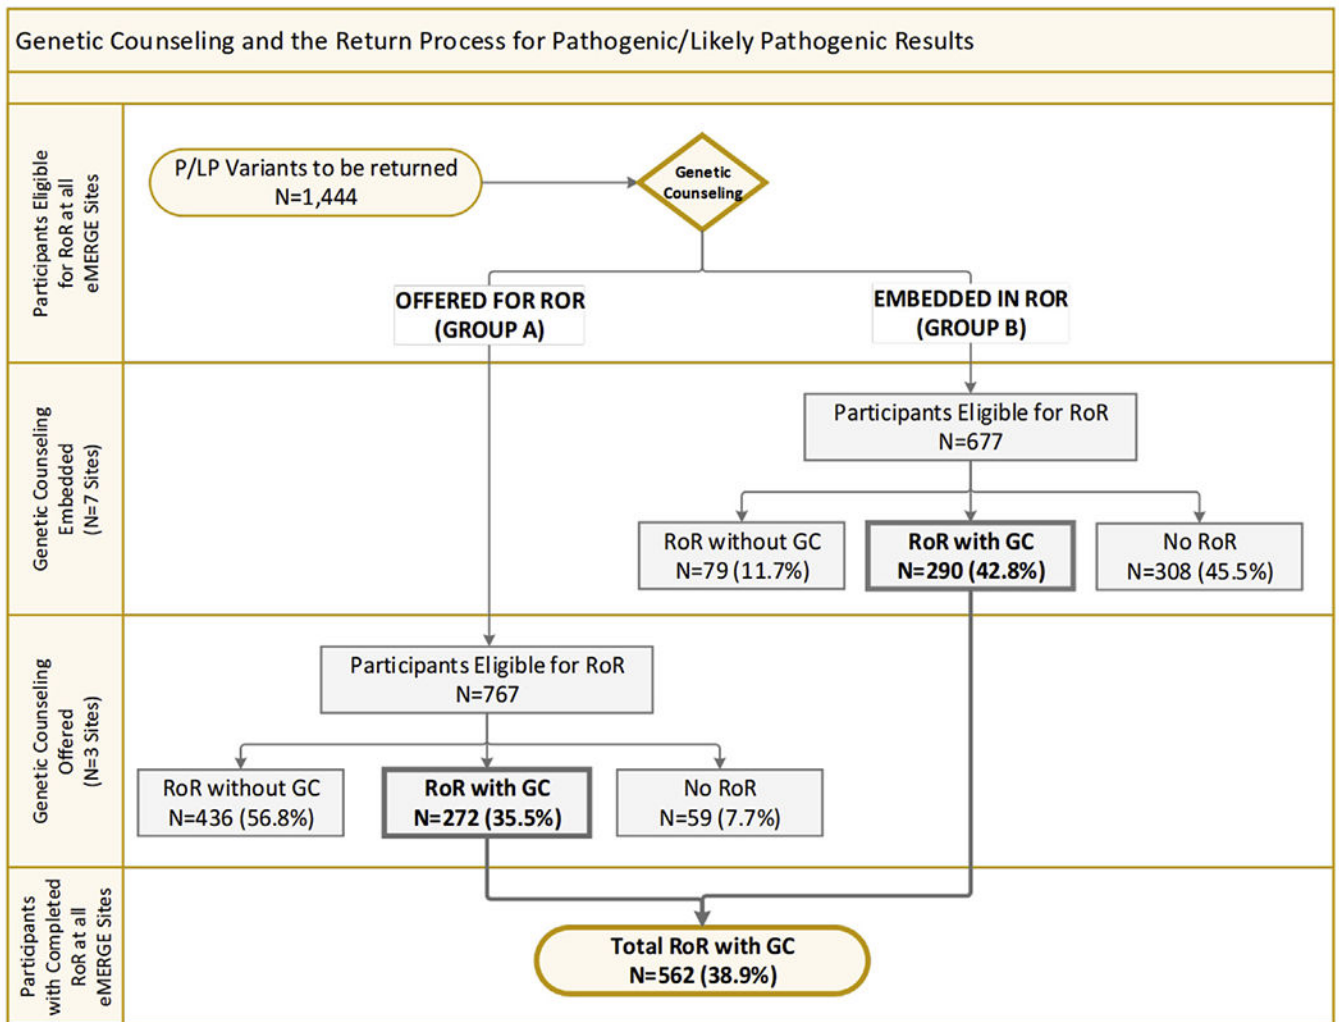 Genetic Counseling and the Return Process for Pathogenic/Likely Pathogenic Results
Participants Eligible
for RoR at all
eMERGE Sites
P/LP Variants to be returned
N=1,444
Genetic
Counseling
OFFERED FOR ROR
(GROUP A)
EMBEDDED IN ROR
(GROUP B)
Genetic Counseling
Embedded
(N=7 Sites)
Participants Eligible for RoR
N=677
RoR without GC
N=79 (11.7%)
RoR with GC
N=290 (42.8%)
No RoR
N=308 (45.5%)
Genetic Counseling
Offered
(N=3 Sites)
Participants Eligible for RoR
N=767
RoR without GC
N=436 (56.8%)
RoR with GC
N=272 (35.5%)
No RoR
N=59 (7.7%)
Participants
with Completed
RoR at all
eMERGE Sites
Total RoR with GC
N=562 (38.9%)